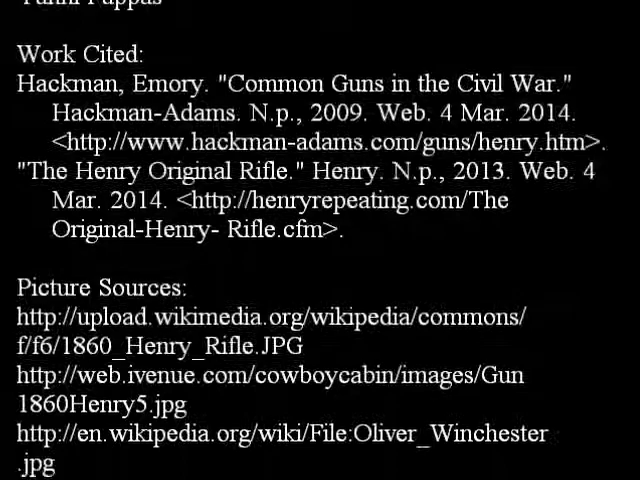 Work Cited:
Hackman, Emory. "Common Guns in the Civil War."
Hackman-Adams. N.p., 2009. Web. 4 Mar. 2014.
<http://www.hackman-adams.com/guns/henry.htm>.
"The Henry Original Rifle." Henry. N.p., 2013. Web. 4
Mar. 2014. <http://henryrepeating.com/The
Original-Henry- Rifle.cfm>.
Picture Sources:
http://upload.wikimedia.org/wikipedia/commons/
f/f6/1860_Henry_Rifle.JPG
http://web.ivenue.com/cowboycabin/images/Gun
1860Henry5.jpg
http://en.wikipedia.org/wiki/File:Oliver_Winchester
.jpg